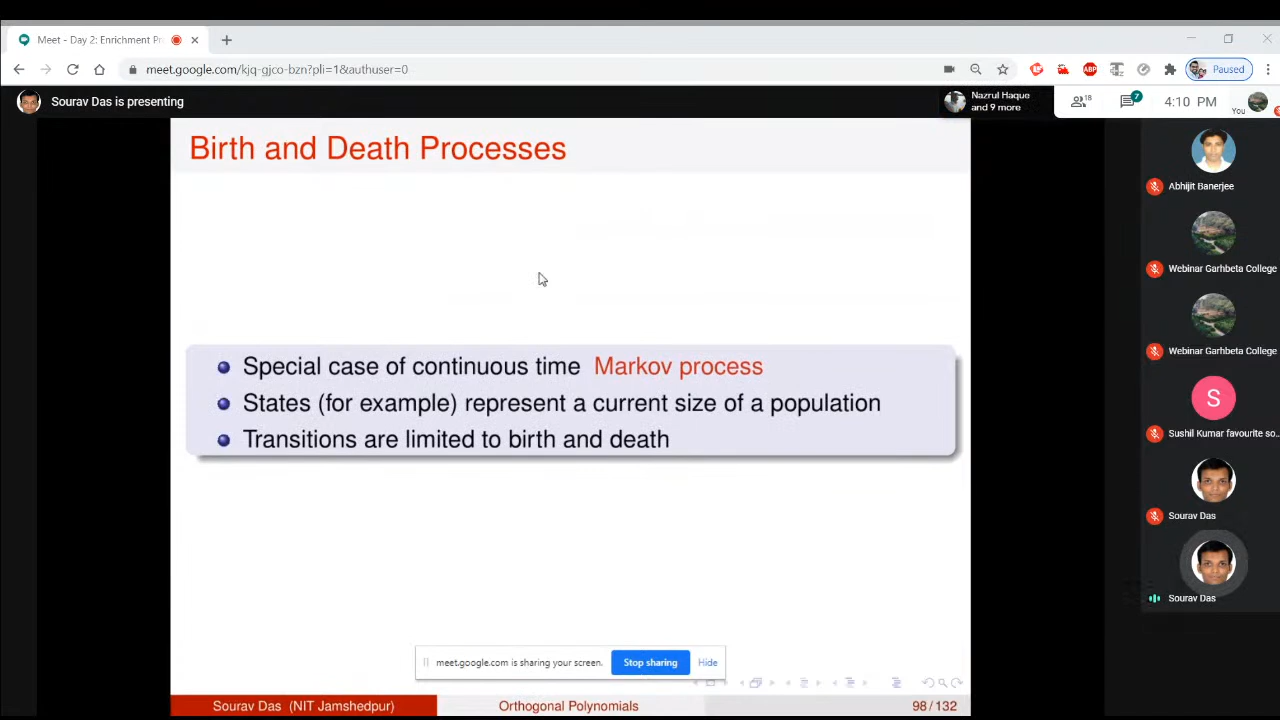 Meet - Day 2: Enrichment Pr
meet.google.com/kjq-gjco-bzn?pli=1&authuser=0
ABP
Paused
Sourav Das is presenting
Nazrul Haque
and 9 more
18
7
4:10 PM
You
Birth and Death Processes
Special case of continuous time Markov process
States (for example) represent a current size of a population
Transitions are limited to birth and death
Abhijit Banerjee
Webinar Garhbeta College
Webinar Garhbeta College
S
Sushil Kumar favourite so...
Sourav Das
Sourav Das
meet.google.com is sharing your screen.
Stop sharing
Hide
Sourav Das (NIT Jamshedpur)
Orthogonal Polynomials
98 / 132